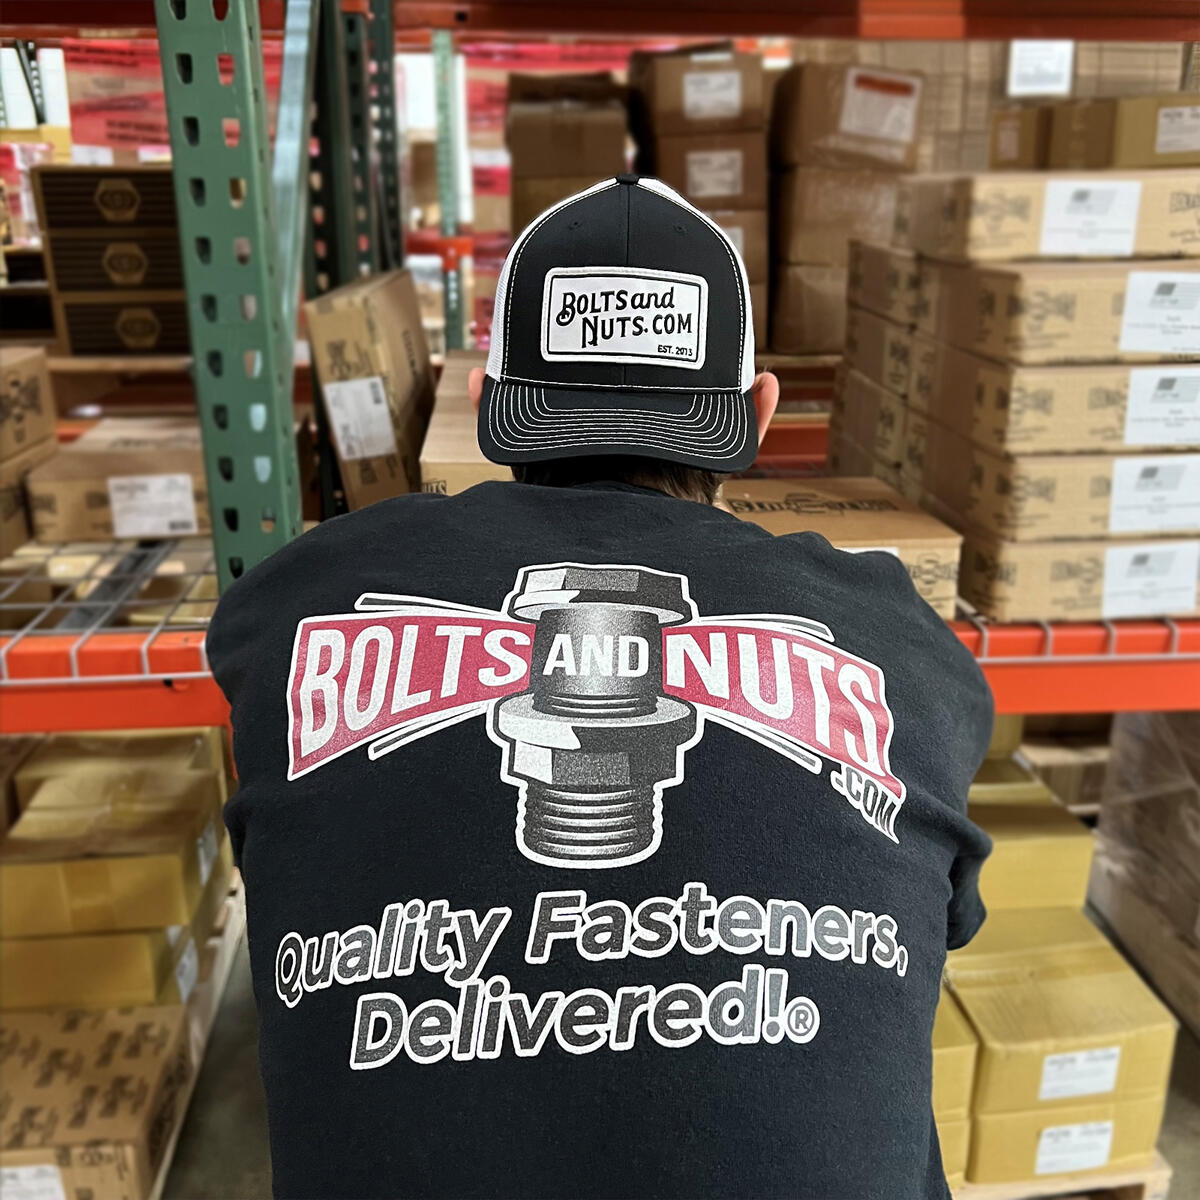 BOLTS and
NUTS.COM
EST. 2013
BOLTS AND NUTS
.COM
Quality Fasteners,
Delivered!®